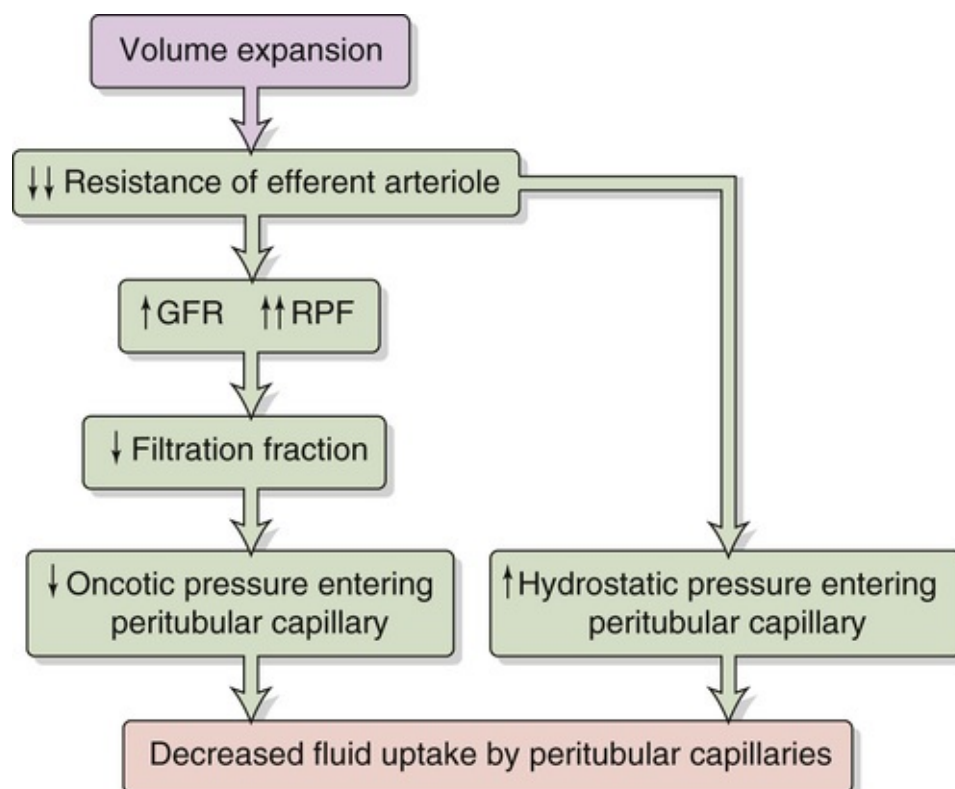 Volume expansion
↓↓ Resistance of efferent arteriole
↑GFR ↑↑RPF
↓ Filtration fraction
↓ Oncotic pressure entering
peritubular capillary
↑Hydrostatic pressure entering
peritubular capillary
Decreased fluid uptake by peritubular capillaries